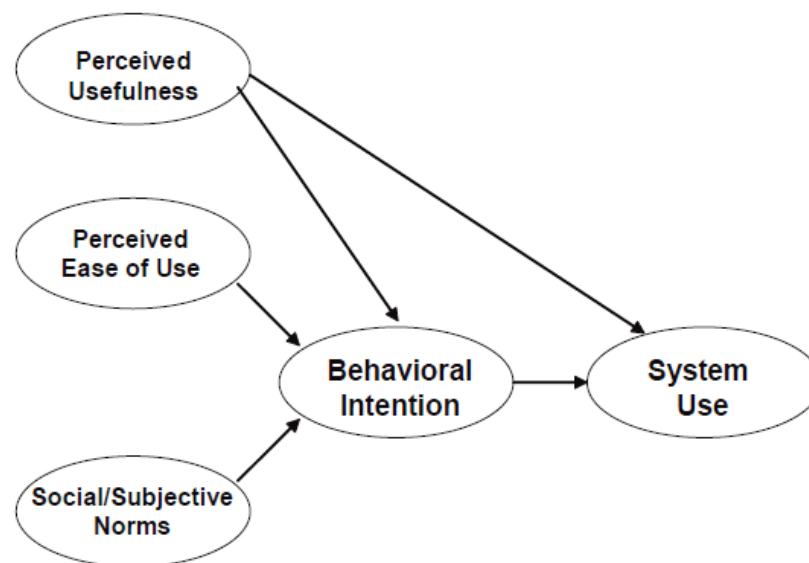 Perceived
Usefulness
Perceived
Ease of Use
Behavioral
Intention
System
Use
Social/Subjective
Norms